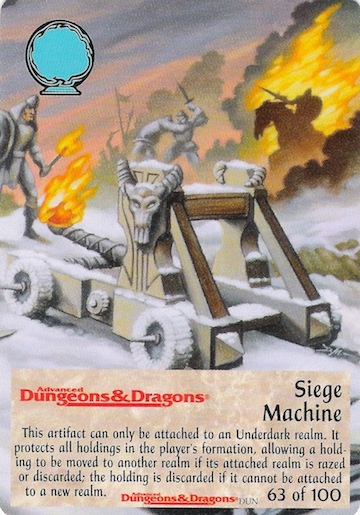 Advanced
Dungeons & Dragons®
Siege
Machine
This artifact can only be attached to an Underdark realm. It
protects all holdings in the player's formation, allowing a hold-
ing to be moved to another realm if its attached realm is razed
or discarded; the holding is discarded if it cannot be attached
to a new realm.
Advanced
Dungeons & Dragons®
DUN
63 of 100